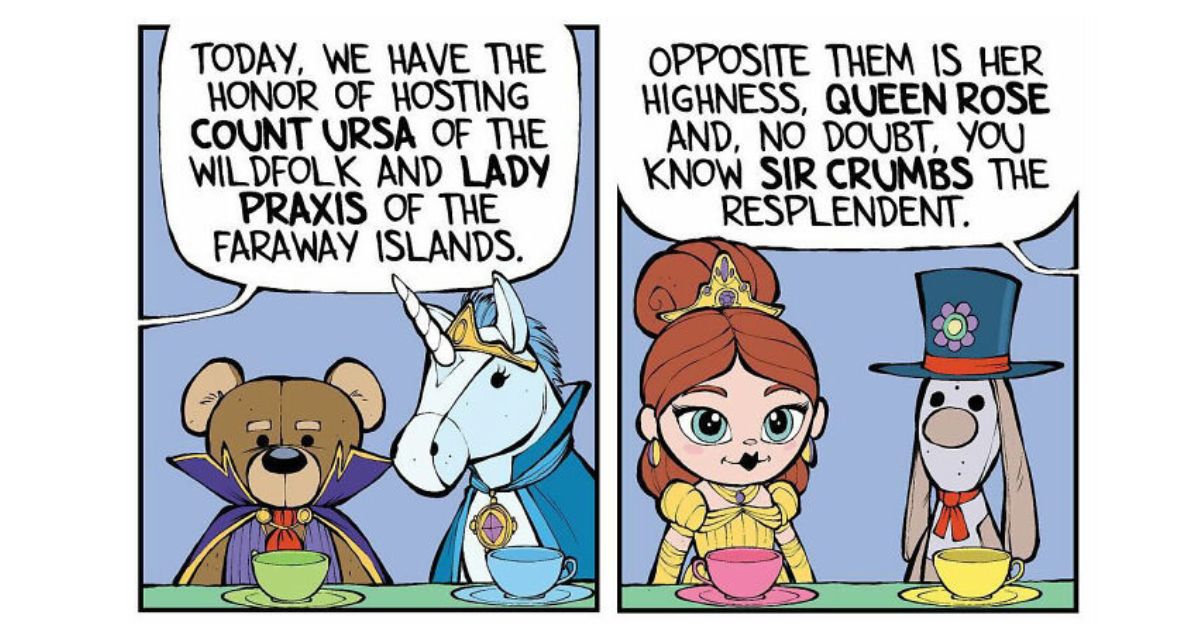 TODAY, WE HAVE THE
HONOR OF HOSTING
COUNT URSA OF THE
WILDFOLK AND LADY
PRAXIS OF THE
FARAWAY ISLANDS.
OPPOSITE THEM IS HER
HIGHNESS, QUEEN ROSE
AND, NO DOUBT, YOU
KNOW SIR CRUMBS THE
RESPLENDENT.